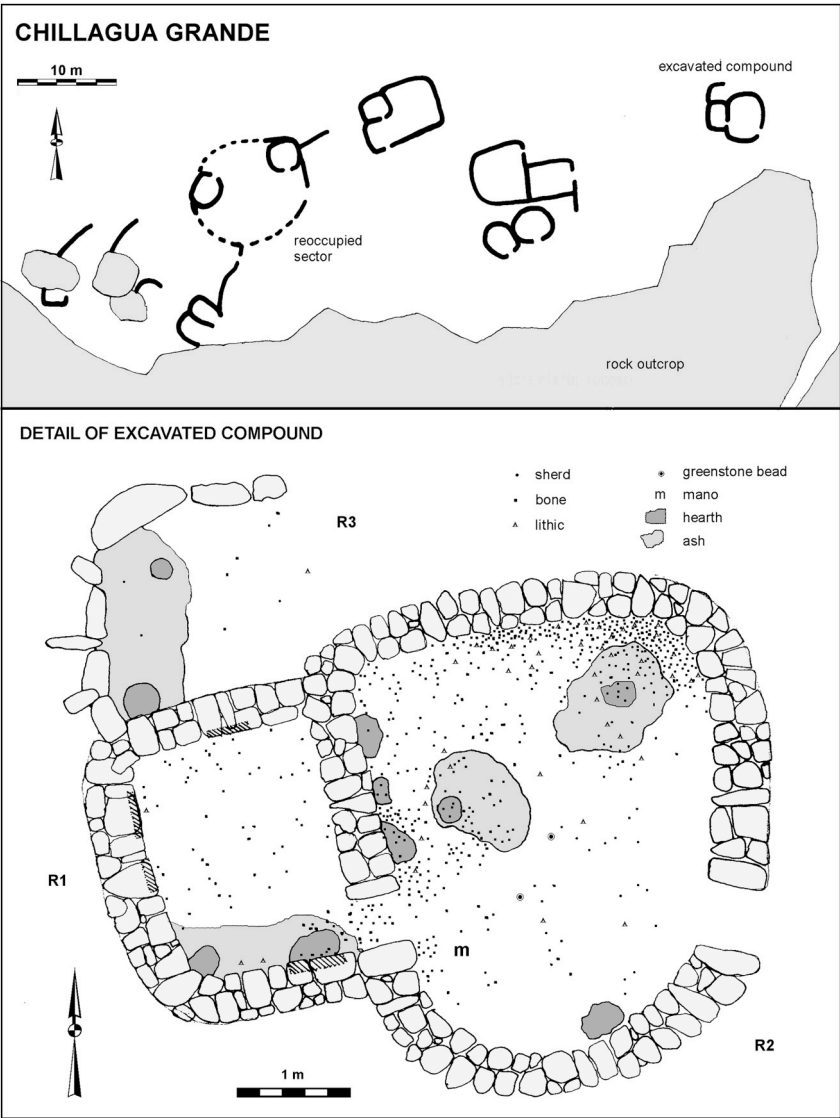 CHILLAGUA GRANDE
10 m
excavated compound
reoccupied
sector
rock outcrop
DETAIL OF EXCAVATED COMPOUND
sherd
bone
lithic
greenstone bead
m mano
hearth
ash
R3
R1
m
R2
1 m